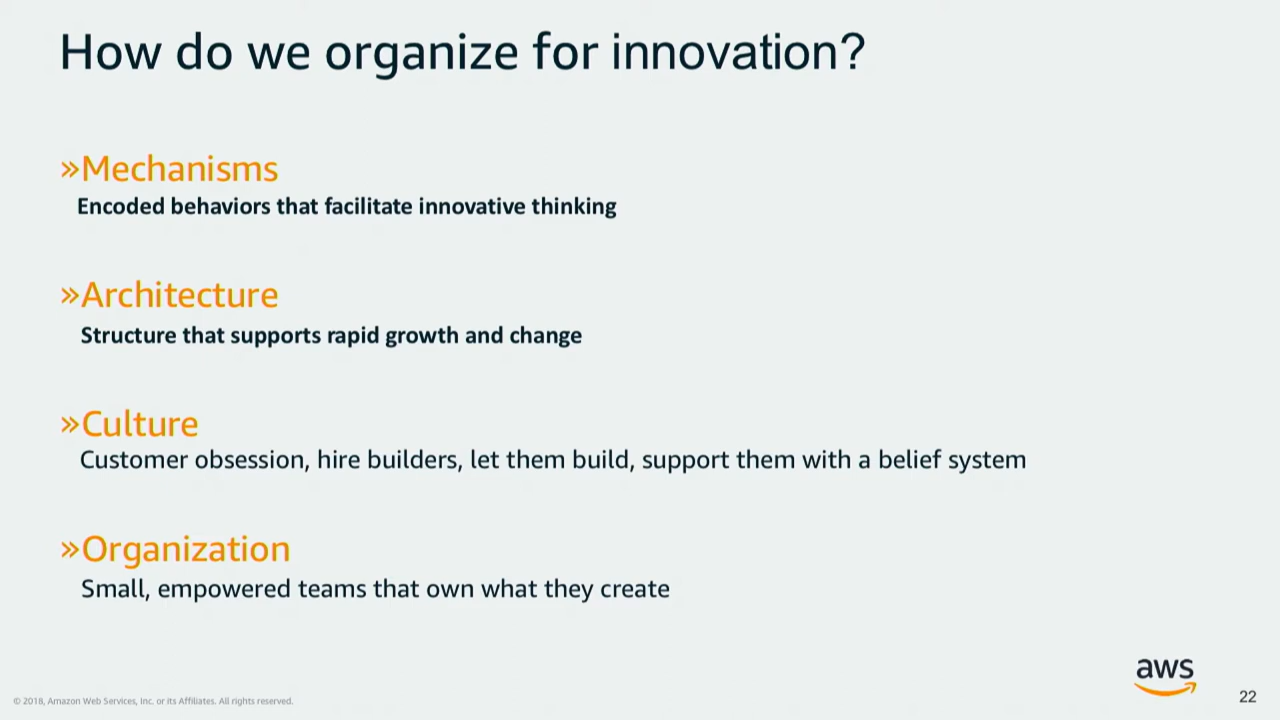 How do we organize for innovation?
»Mechanisms
Encoded behaviors that facilitate innovative thinking
»Architecture
Structure that supports rapid growth and change
»Culture
Customer obsession, hire builders, let them build, support them with a belief system
»Organization
Small, empowered teams that own what they create
aws
© 2018, Amazon Web Services, Inc. or its Affiliates. All rights reserved.
22